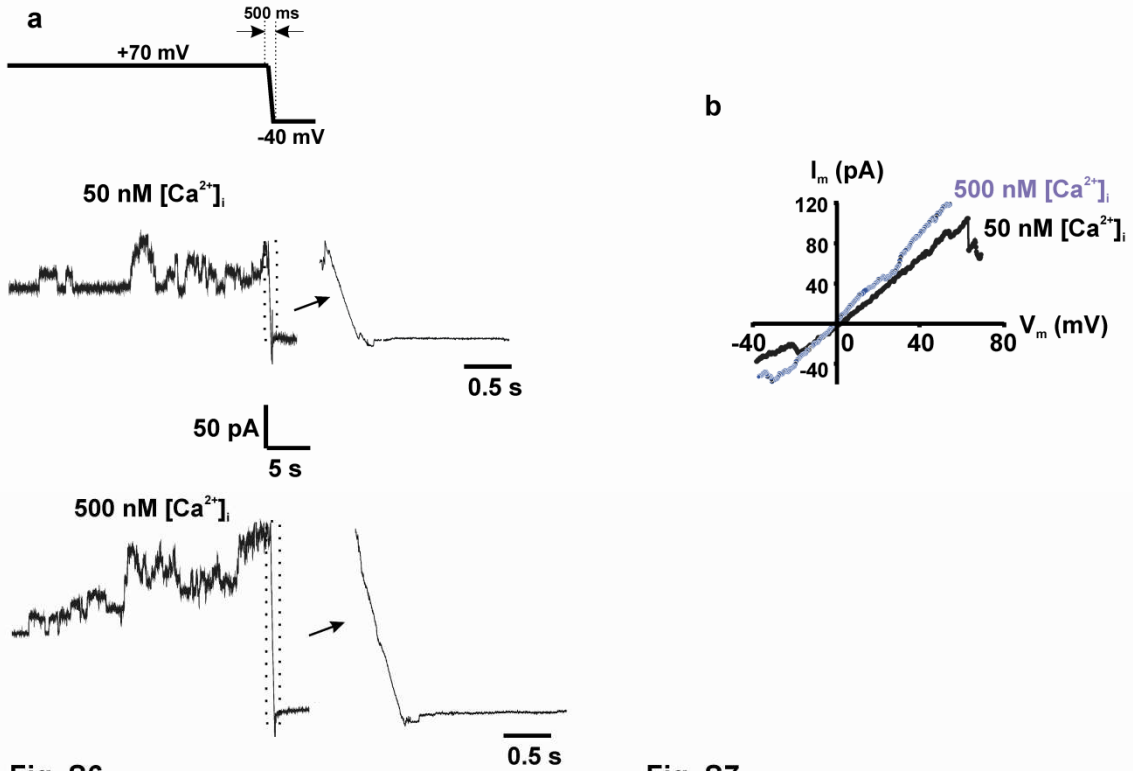 a
500 ms
+70 mV
-40 mV
50 nM [Ca²⁺]ᵢ
0.5 s
50 pA
5 s
500 nM [Ca²⁺]ᵢ
0.5 s
b
Iₘ (pA)
500 nM [Ca²⁺]ᵢ
120
50 nM [Ca²⁺]ᵢ
80
40
Vₘ (mV)
-40
0
40
80
-40